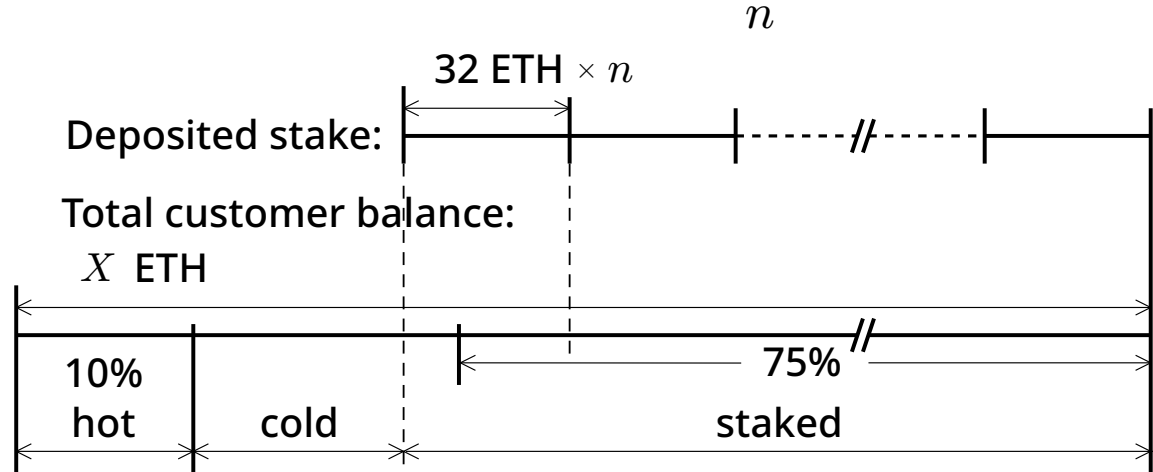 n
32 ETH × n
Deposited stake:
Total customer balance:
X ETH
75%
10%
hot
cold
staked